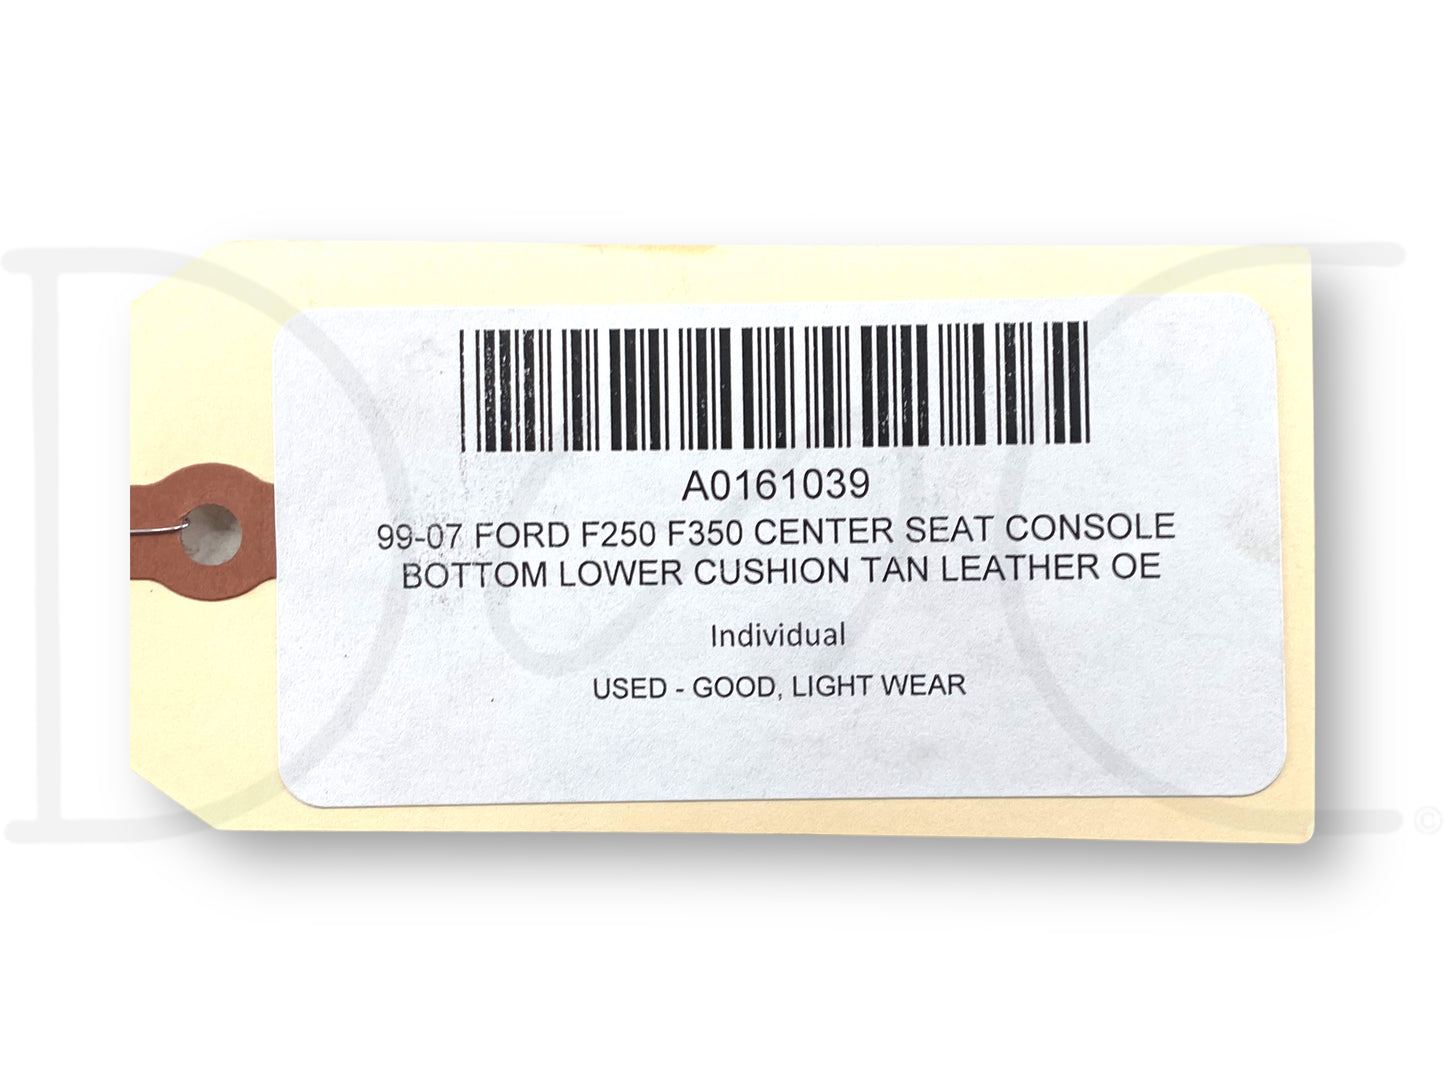 A0161039
99-07 FORD F250 F350 CENTER SEAT CONSOLE
BOTTOM LOWER CUSHION TAN LEATHER OE
Individual
USED - GOOD, LIGHT WEAR
©